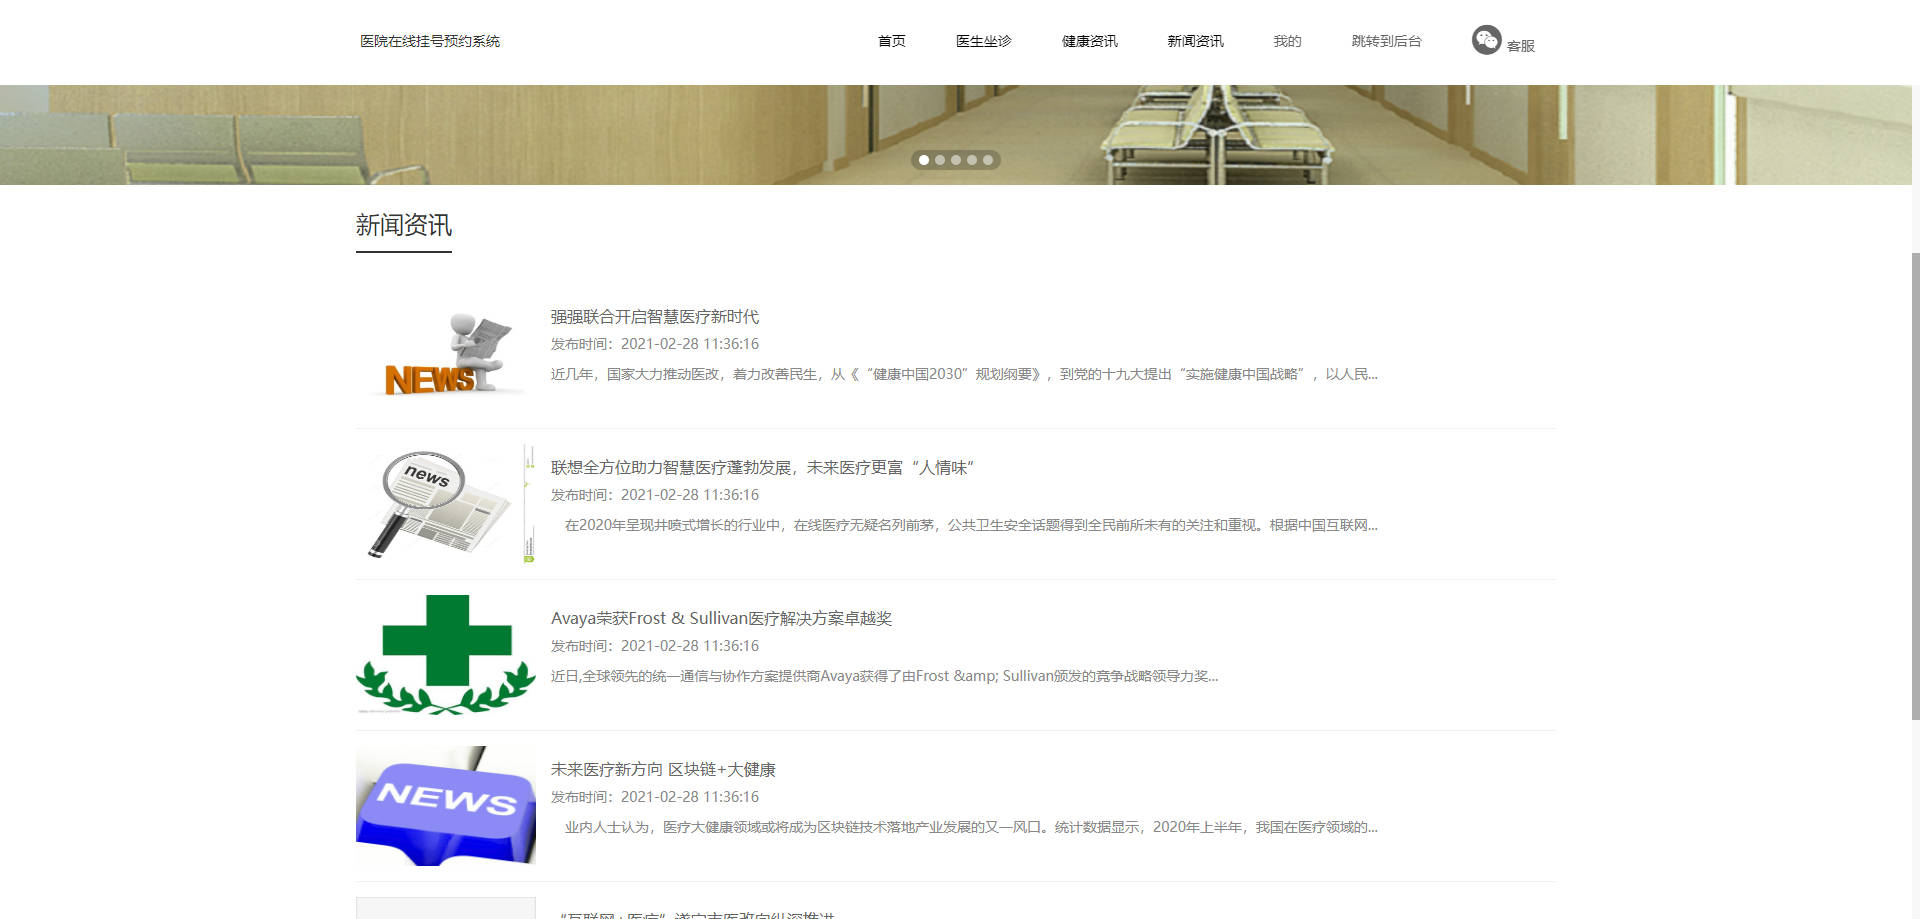 医院在线挂号预约系统
首页 医生坐诊 健康资讯 新闻资讯 我的 跳转到后台 客服
新闻资讯
NEWS
强强联合开启智慧医疗新时代
发布时间：2021-02-28 11:36:16
近几年，国家大力推动医改，着力改善民生，从《“健康中国2030”规划纲要》，到党的十九大提出“实施健康中国战略”，以人民...
news
联想全方位助力智慧医疗蓬勃发展，未来医疗更富“人情味”
发布时间：2021-02-28 11:36:16
在2020年呈现井喷式增长的行业中，在线医疗无疑名列前茅，公共卫生安全话题得到全民前所未有的关注和重视。根据中国互联网...
Avaya荣获Frost & Sullivan医疗解决方案卓越奖
发布时间：2021-02-28 11:36:16
近日,全球领先的统一通信与协作方案提供商Avaya获得了由Frost &amp; Sullivan颁发的竞争战略领导力奖...
NEWS
未来医疗新方向 区块链+大健康
发布时间：2021-02-28 11:36:16
业内人士认为，医疗大健康领域或将成为区块链技术落地产业发展的又一风口。统计数据显示，2020年上半年，我国在医疗领域的...
“互联网+医疗”遂宁市医改向纵深推进